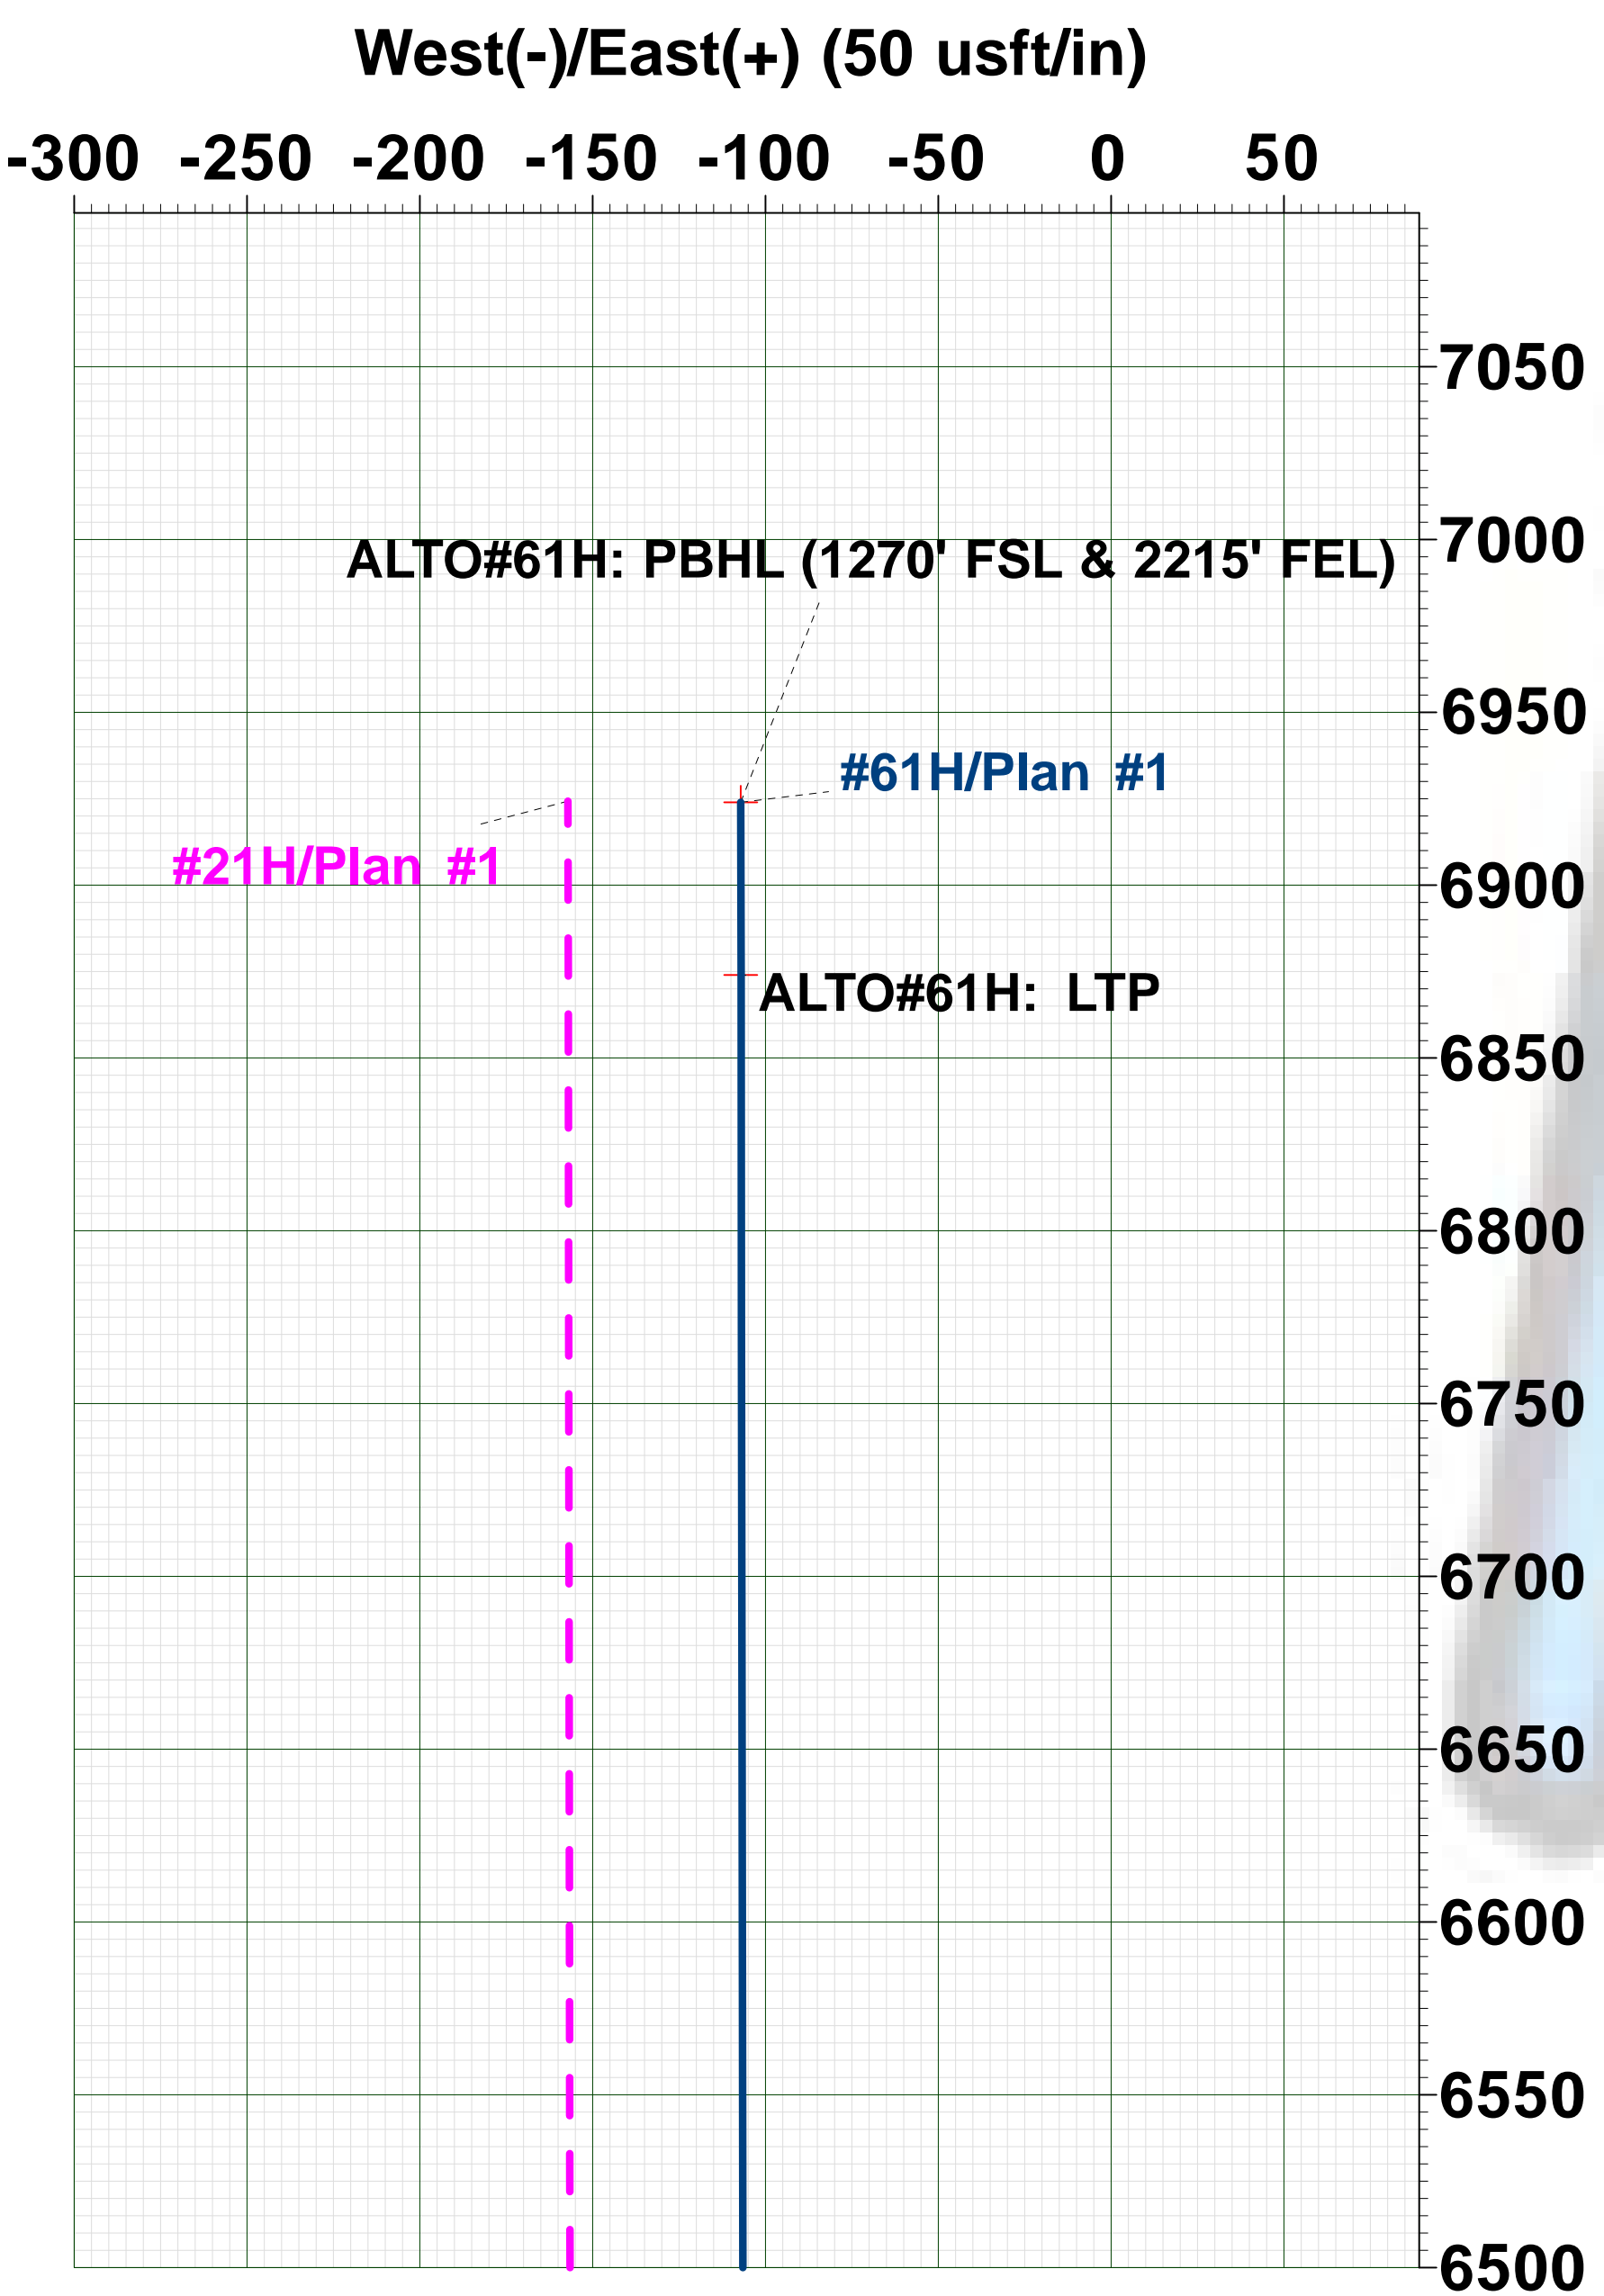 West(-)/East(+) (50 usft/in)
-300 -250 -200 -150 -100 -50 0 50
7050
7000
ALTO#61H: PBHL (1270' FSL & 2215' FEL)
6950
#61H/Plan #1
#21H/Plan #1
6900
ALTO#61H: LTP
6850
6800
6750
6700
6650
6600
6550
6500